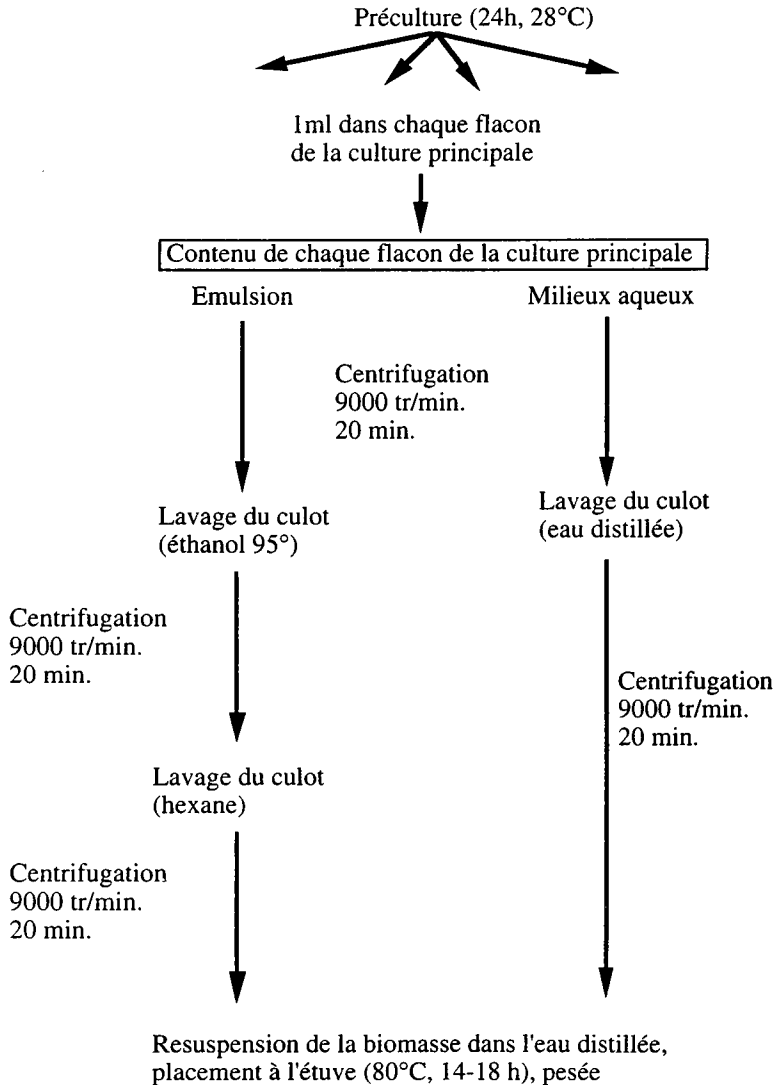 Préculture (24h, 28°C)
1ml dans chaque flacon
de la culture principale
Contenu de chaque flacon de la culture principale
Emulsion
Milieux aqueux
Centrifugation
9000 tr/min.
20 min.
Lavage du culot
(éthanol 95°)
Lavage du culot
(eau distillée)
Centrifugation
9000 tr/min.
20 min.
Centrifugation
9000 tr/min.
20 min.
Lavage du culot
(hexane)
Centrifugation
9000 tr/min.
20 min.
Resuspension de la biomasse dans l'eau distillée,
placement à l'étuve (80°C, 14-18 h), pesée